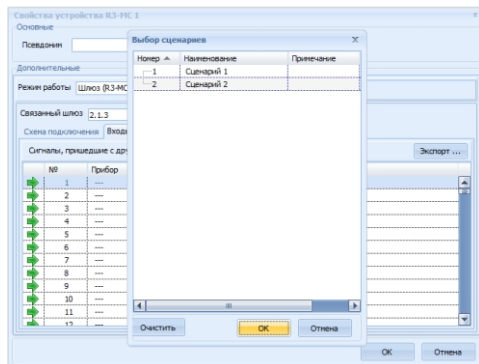 Свойства устройства R3-МС 1
Основные
Псевдоним
Дополнительные
Режим работы Шлюз (R3-МС
Связанный шлюз 2.1.3
Схема подключения Входы
Сигналы, пришедшие с дру
Экспорт ...
№ Прибор
1 ---
2 ---
3 ---
4 ---
5 ---
6 ---
7 ---
8 ---
9 ---
10 ---
11 ---
12 ---
Выбор сценариев
Номер Наименование Примечание
1 Сценарий 1
2 Сценарий 2
Очистить OK Отмена
OK Отмена